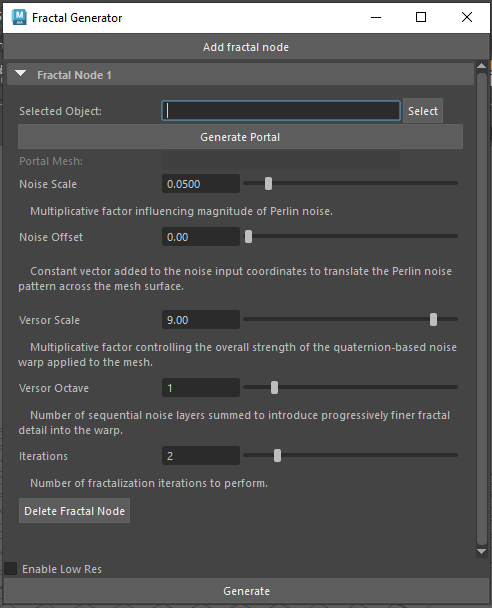 Fractal Generator
Add fractal node
Fractal Node 1
Selected Object: Select
Generate Portal
Portal Mesh:
Noise Scale 0.0500
Multiplicative factor influencing magnitude of Perlin noise.
Noise Offset 0.00
Constant vector added to the noise input coordinates to translate the Perlin noise
pattern across the mesh surface.
Versor Scale 9.00
Multiplicative factor controlling the overall strength of the quaternion-based noise
warp applied to the mesh.
Versor Octave 1
Number of sequential noise layers summed to introduce progressively finer fractal
detail into the warp.
Iterations 2
Number of fractalization iterations to perform.
Delete Fractal Node
Enable Low Res
Generate